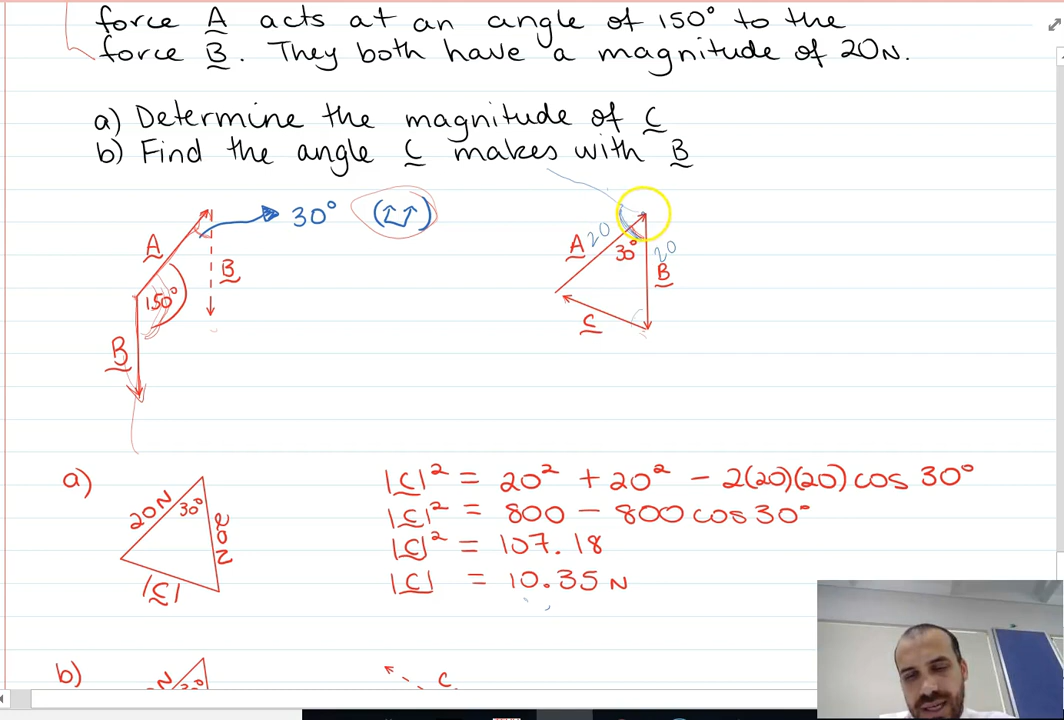 force A acts at an angle of 150° to the
force B. They both have a magnitude of 20N.
a) Determine the magnitude of C
b) Find the angle C makes with B
A
30°
B
150°
B
A 20
30°
20
B
C
a)
20N
30°
20N
|C|
|C|² = 20² + 20² - 2(20)(20) cos 30°
|C|² = 800 - 800 cos 30°
|C|² = 107.18
|C| = 10.35 N
b)
30°
C